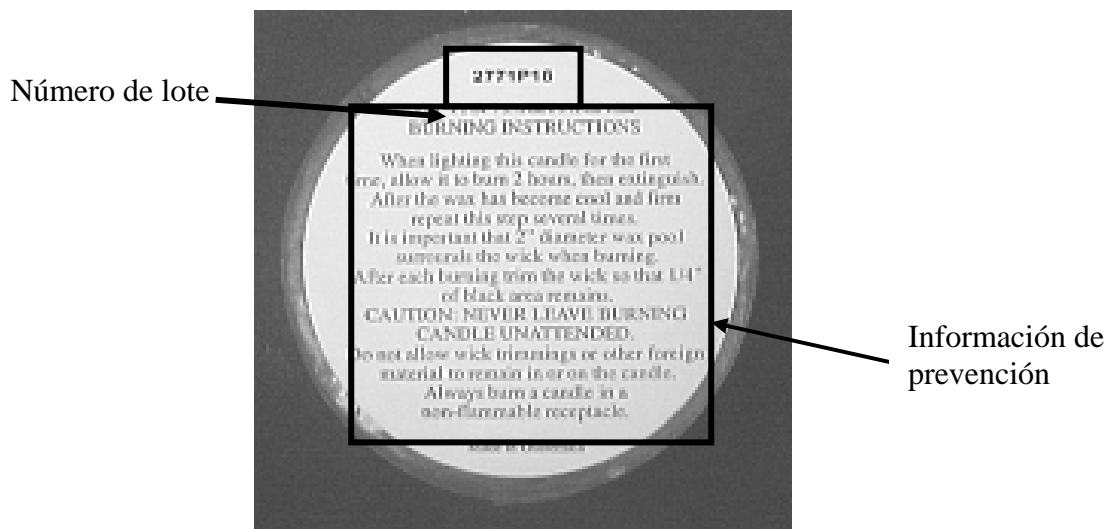 Número de lote
2771P10
BURNING INSTRUCTIONS
When lighting this candle for the first
time, allow it to burn 2 hours, then extinguish.
After the wax has become cool and firm
repeat this step several times.
It is important that 2" diameter wax pool
surrounds the wick when burning.
After each burning trim the wick so that 1/4"
of black area remains.
CAUTION: NEVER LEAVE BURNING
CANDLE UNATTENDED.
Do not allow wick trimmings or other foreign
material to remain in or on the candle.
Always burn a candle in a
non-flammable receptacle.
Made in
Información de
prevención